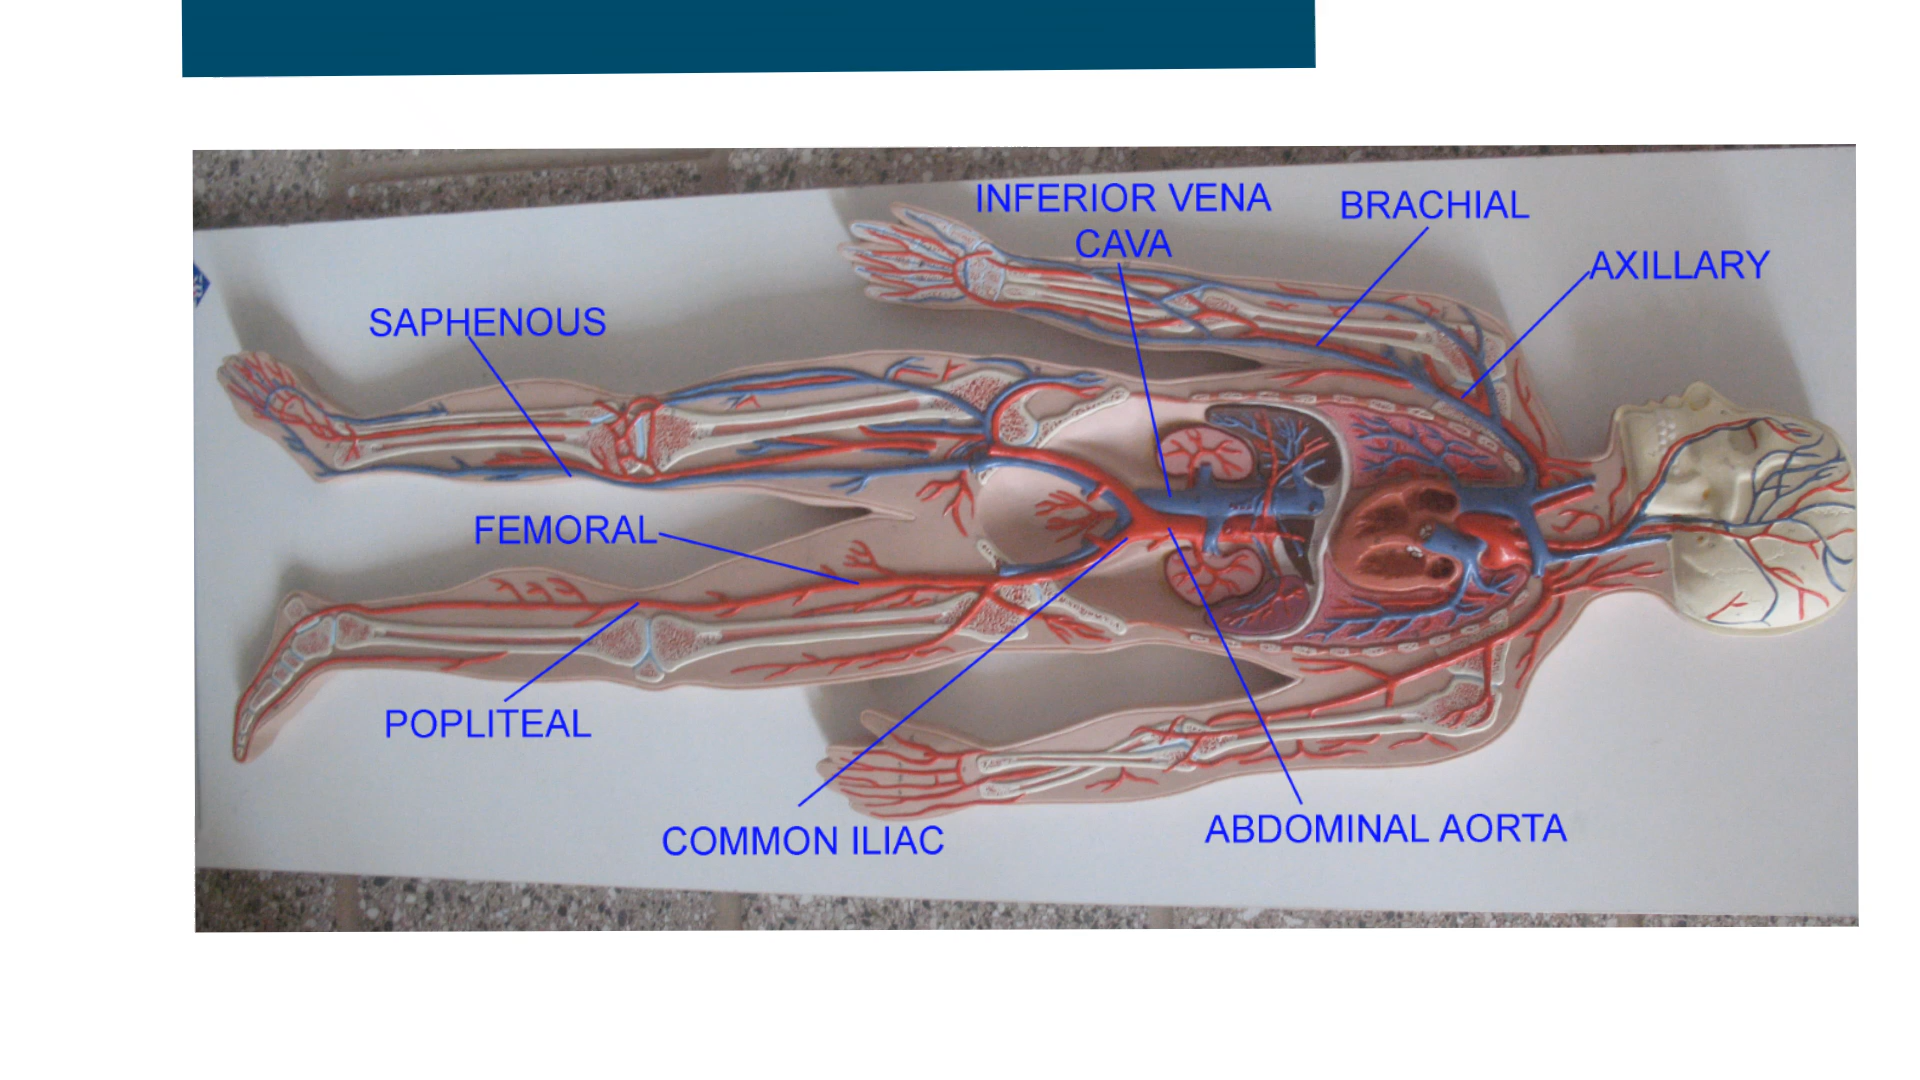 INFERIOR VENA
CAVA
BRACHIAL
AXILLARY
SAPHENOUS
FEMORAL
POPLITEAL
COMMON ILIAC
ABDOMINAL AORTA